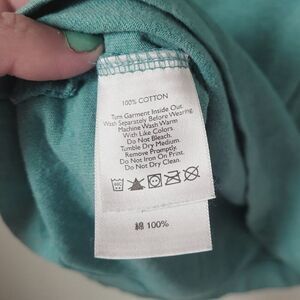 100% COTTON
Turn Garment Inside Out.
Wash Separately Before Wearing.
Machine Wash Warm
With Like Colors.
Do Not Bleach.
Tumble Dry Medium.
Remove Promptly.
Do Not Iron On Print.
Do Not Dry Clean.
綿 100%